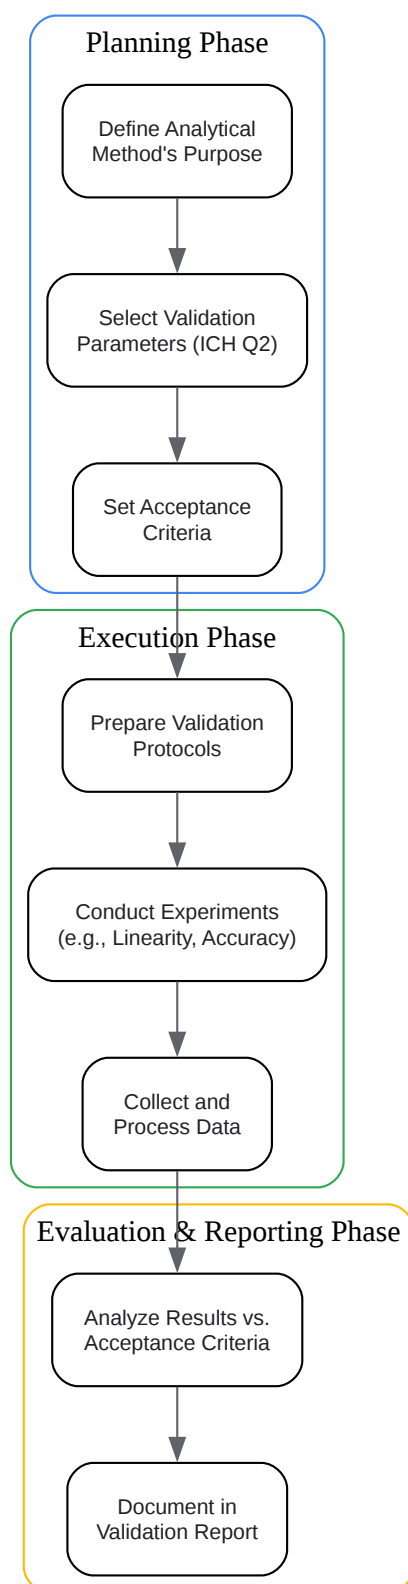 Planning Phase
Define Analytical
Method's Purpose
Select Validation
Parameters (ICH Q2)
Set Acceptance
Criteria
Execution Phase
Prepare Validation
Protocols
Conduct Experiments
(e.g., Linearity, Accuracy)
Collect and
Process Data
Evaluation & Reporting Phase
Analyze Results vs.
Acceptance Criteria
Document in
Validation Report